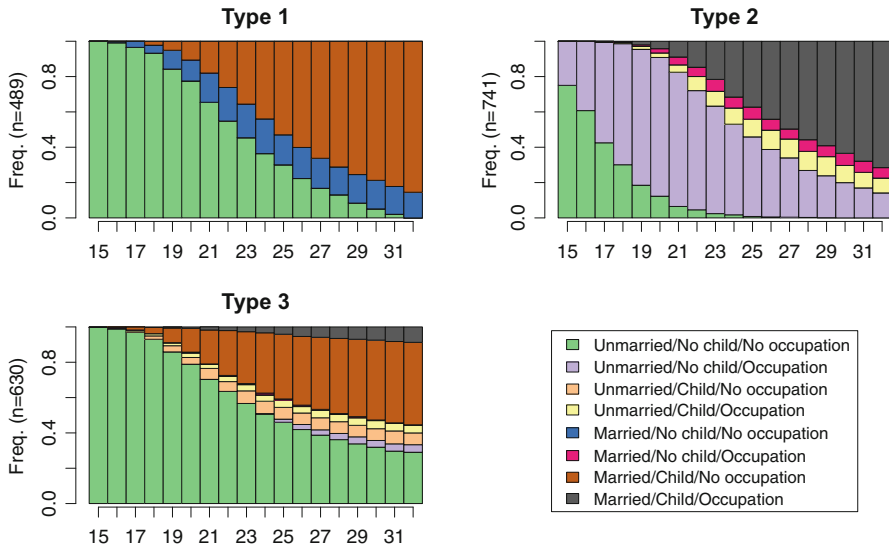 Type 1
Freq. (n=489)
0.0 0.4 0.8
15 17 19 21 23 25 27 29 31
Type 2
Freq. (n=741)
0.0 0.4 0.8
15 17 19 21 23 25 27 29 31
Type 3
Freq. (n=630)
0.0 0.4 0.8
15 17 19 21 23 25 27 29 31
Unmarried/No child/No occupation
Unmarried/No child/Occupation
Unmarried/Child/No occupation
Unmarried/Child/Occupation
Married/No child/No occupation
Married/No child/Occupation
Married/Child/No occupation
Married/Child/Occupation